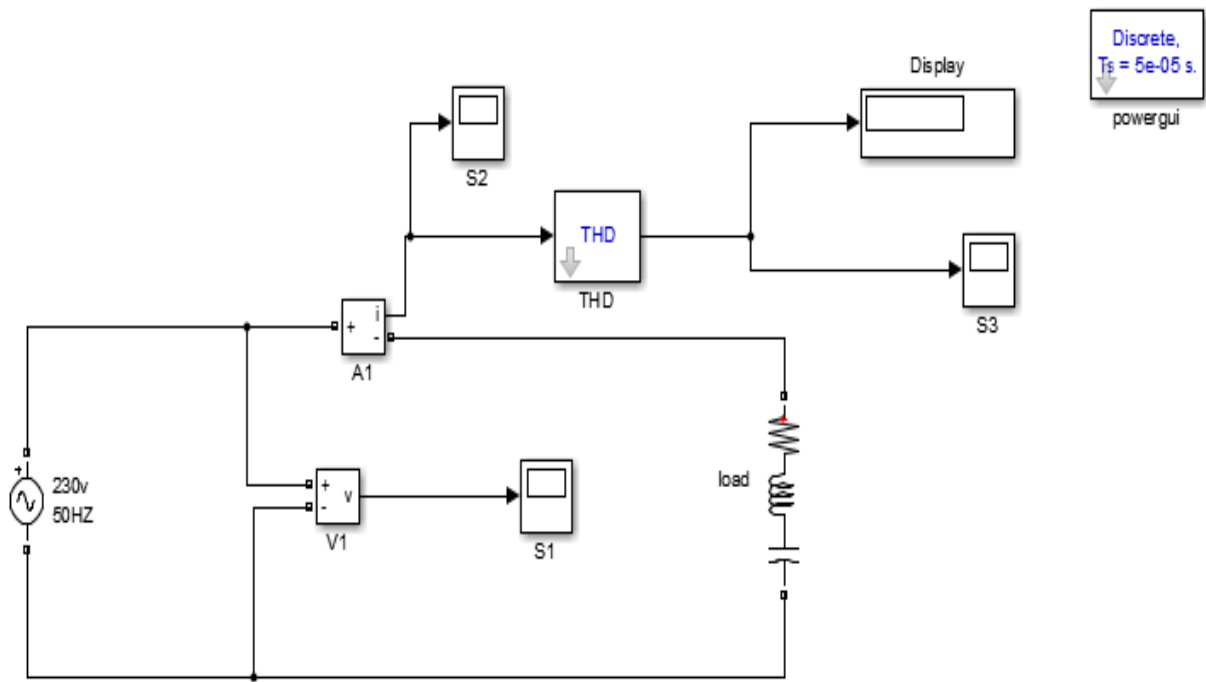 Discrete,
Ts = 5e-05 s.
powergui
Display
S2
THD
THD
S3
i
+
-
A1
+
230v
50HZ
+
v
-
V1
S1
load